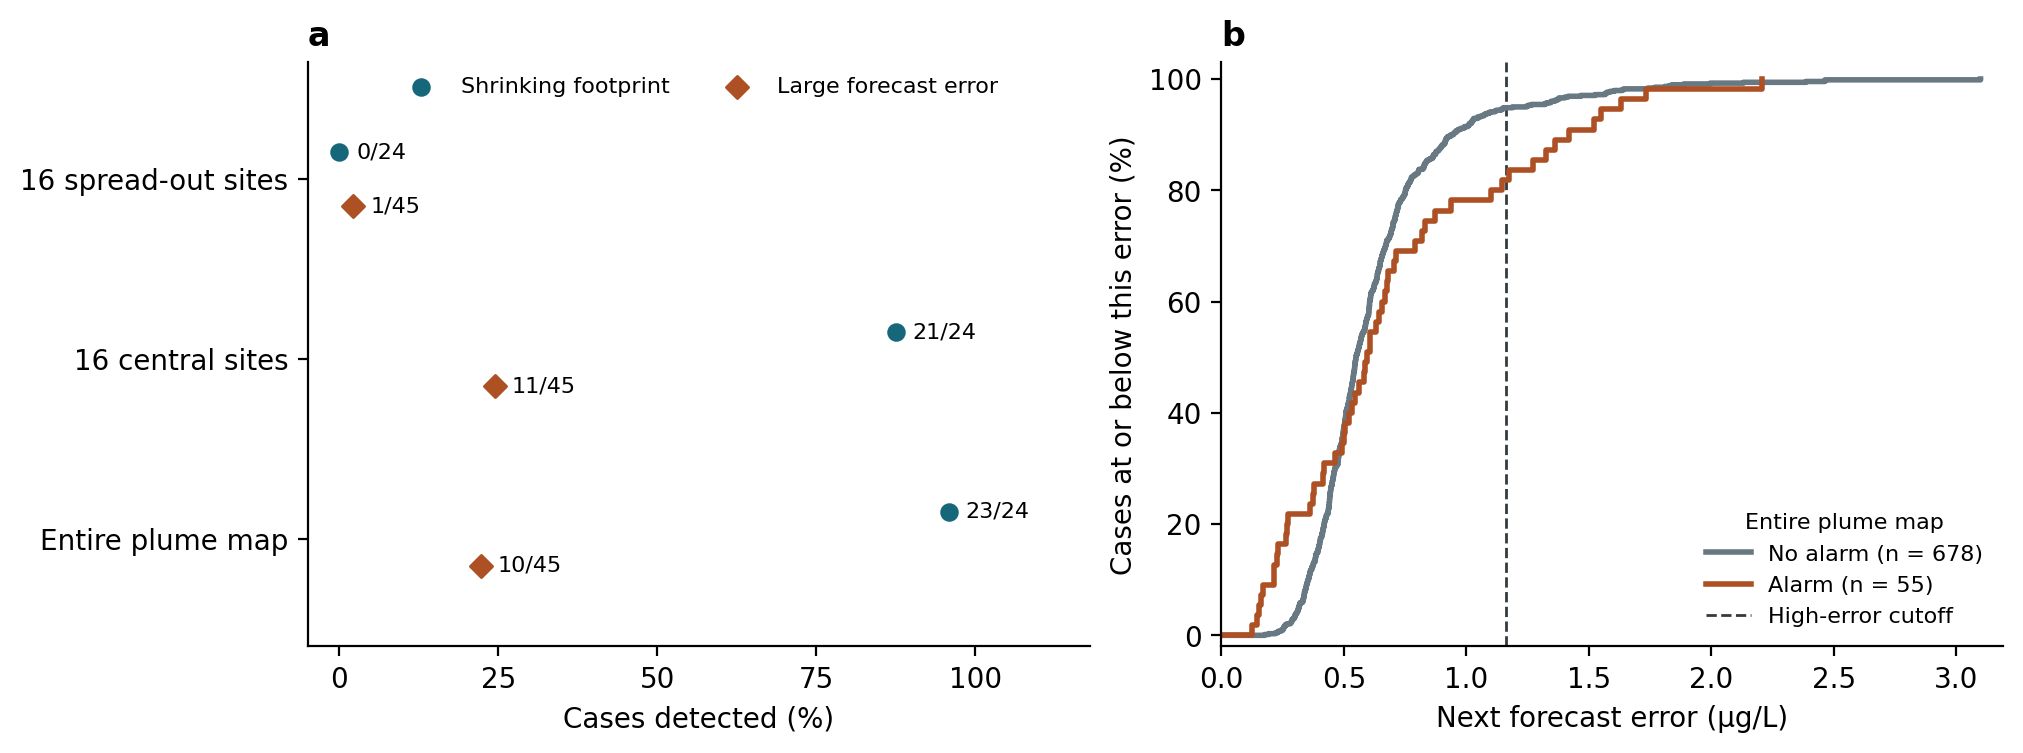 a
Shrinking footprint
Large forecast error
16 spread-out sites
0/24
1/45
16 central sites
21/24
11/45
Entire plume map
23/24
10/45
0 25 50 75 100
Cases detected (%)
b
Cases at or below this error (%)
100
80
60
40
20
0
Entire plume map
No alarm (n = 678)
Alarm (n = 55)
High-error cutoff
0.0 0.5 1.0 1.5 2.0 2.5 3.0
Next forecast error (µg/L)